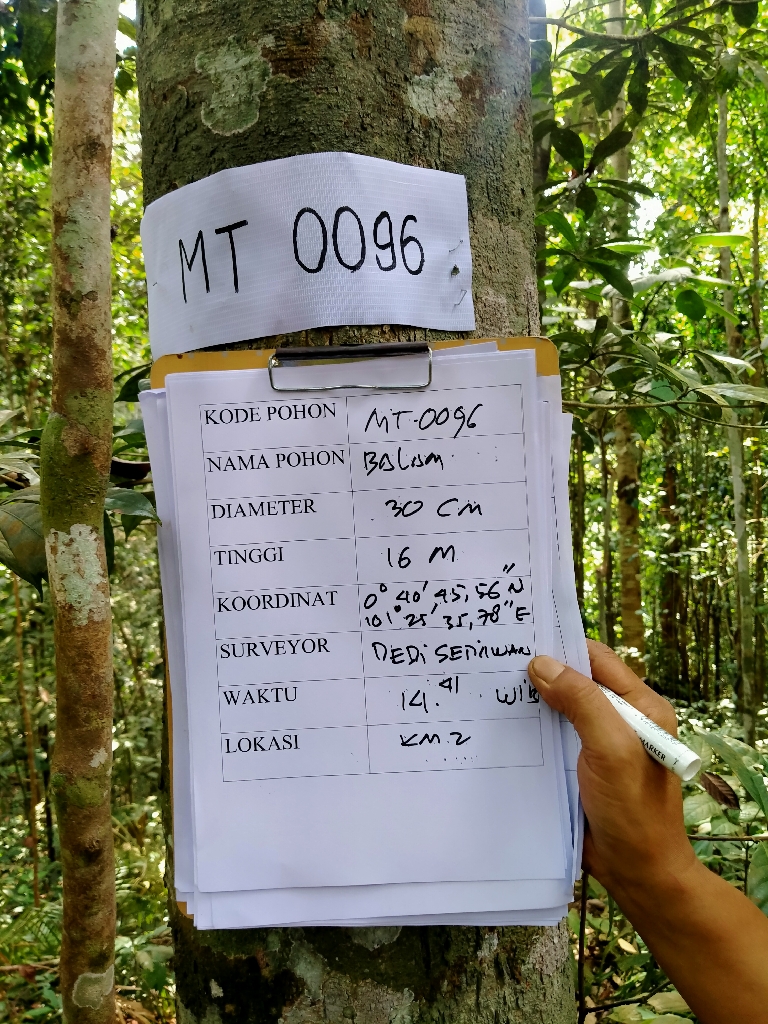 MT 0096
KODE POHON MT-0096
NAMA POHON BALAM
DIAMETER 30 Cm
TINGGI 16 M
KOORDINAT 0° 40' 45,56" N
101° 25' 35,78" E
SURVEYOR DEDI SETIAWAN
WAKTU 14.41 WIB
LOKASI KM.2
MARKER